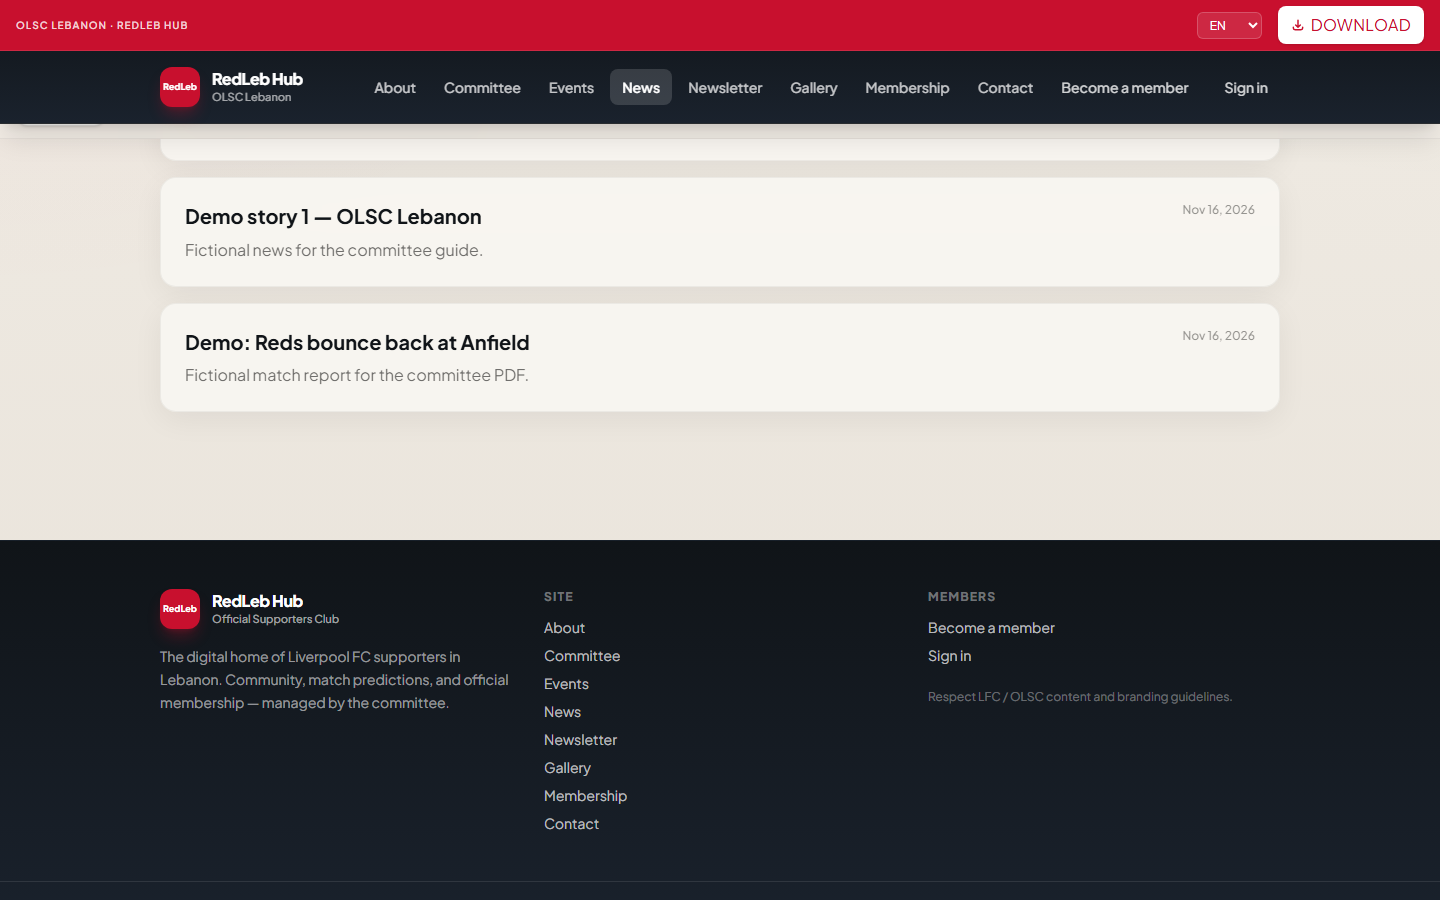 OLSC LEBANON · REDLEB HUB
EN
DOWNLOAD
RedLeb
RedLeb Hub
OLSC Lebanon
About
Committee
Events
News
Newsletter
Gallery
Membership
Contact
Become a member
Sign in
Demo story 1 — OLSC Lebanon
Nov 16, 2026
Fictional news for the committee guide.
Demo: Reds bounce back at Anfield
Nov 16, 2026
Fictional match report for the committee PDF.
RedLeb
RedLeb Hub
Official Supporters Club
The digital home of Liverpool FC supporters in
Lebanon. Community, match predictions, and official
membership — managed by the committee.
SITE
About
Committee
Events
News
Newsletter
Gallery
Membership
Contact
MEMBERS
Become a member
Sign in
Respect LFC / OLSC content and branding guidelines.